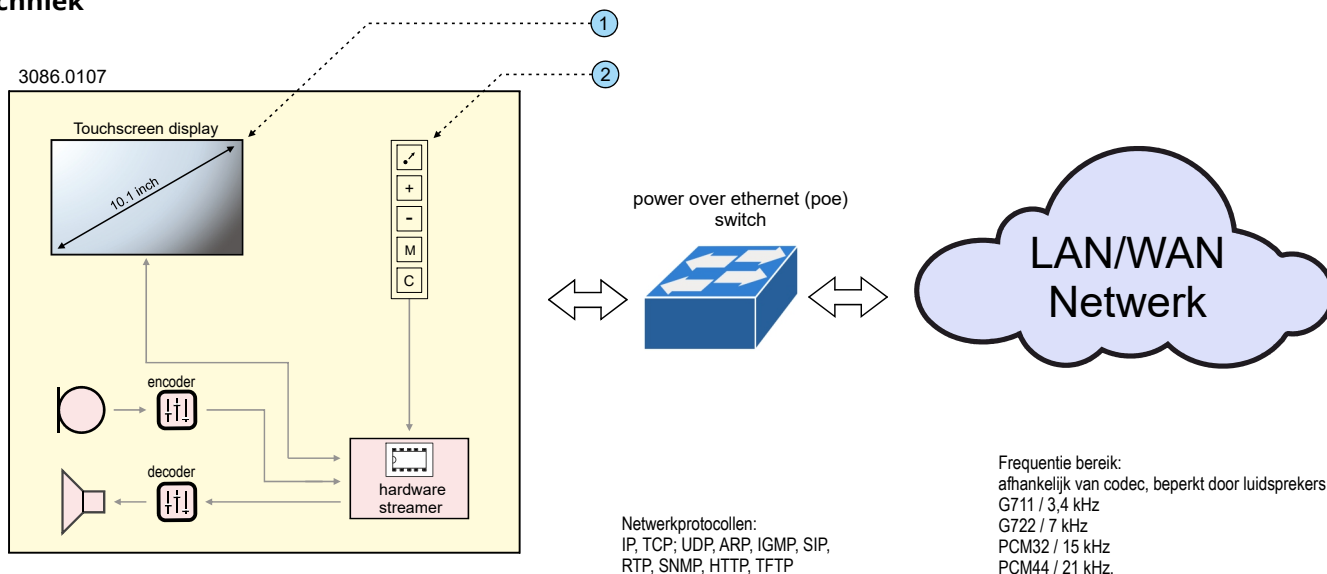 chniek
1
3086.0107
2
Touchscreen display
10.1 inch
+
-
M
C
power over ethernet (poe)
switch
LAN/WAN
Netwerk
encoder
decoder
hardware
streamer
Netwerkprotocollen:
IP, TCP; UDP, ARP, IGMP, SIP,
RTP, SNMP, HTTP, TFTP
Frequentie bereik:
afhankelijk van codec, beperkt door luidsprekers
G711 / 3,4 kHz
G722 / 7 kHz
PCM32 / 15 kHz
PCM44 / 21 kHz.